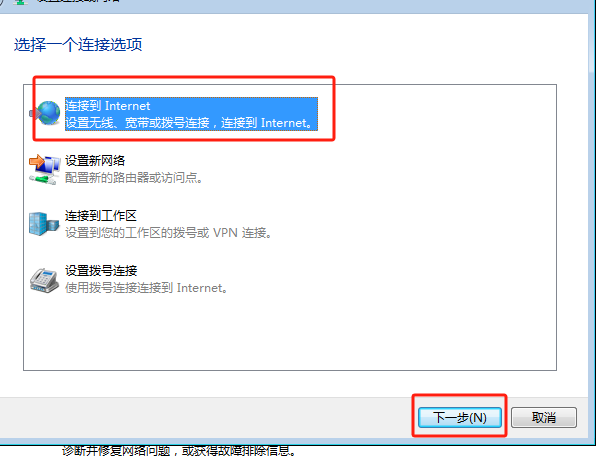 选择一个连接选项
连接到 Internet
设置无线、宽带或拨号连接，连接到 Internet。
设置新网络
配置新的路由器或访问点。
连接到工作区
设置到您的工作区的拨号或 VPN 连接。
设置拨号连接
使用拨号连接连接到 Internet。
下一步(N)
取消
诊断并修复网络问题，或获得故障排除信息。